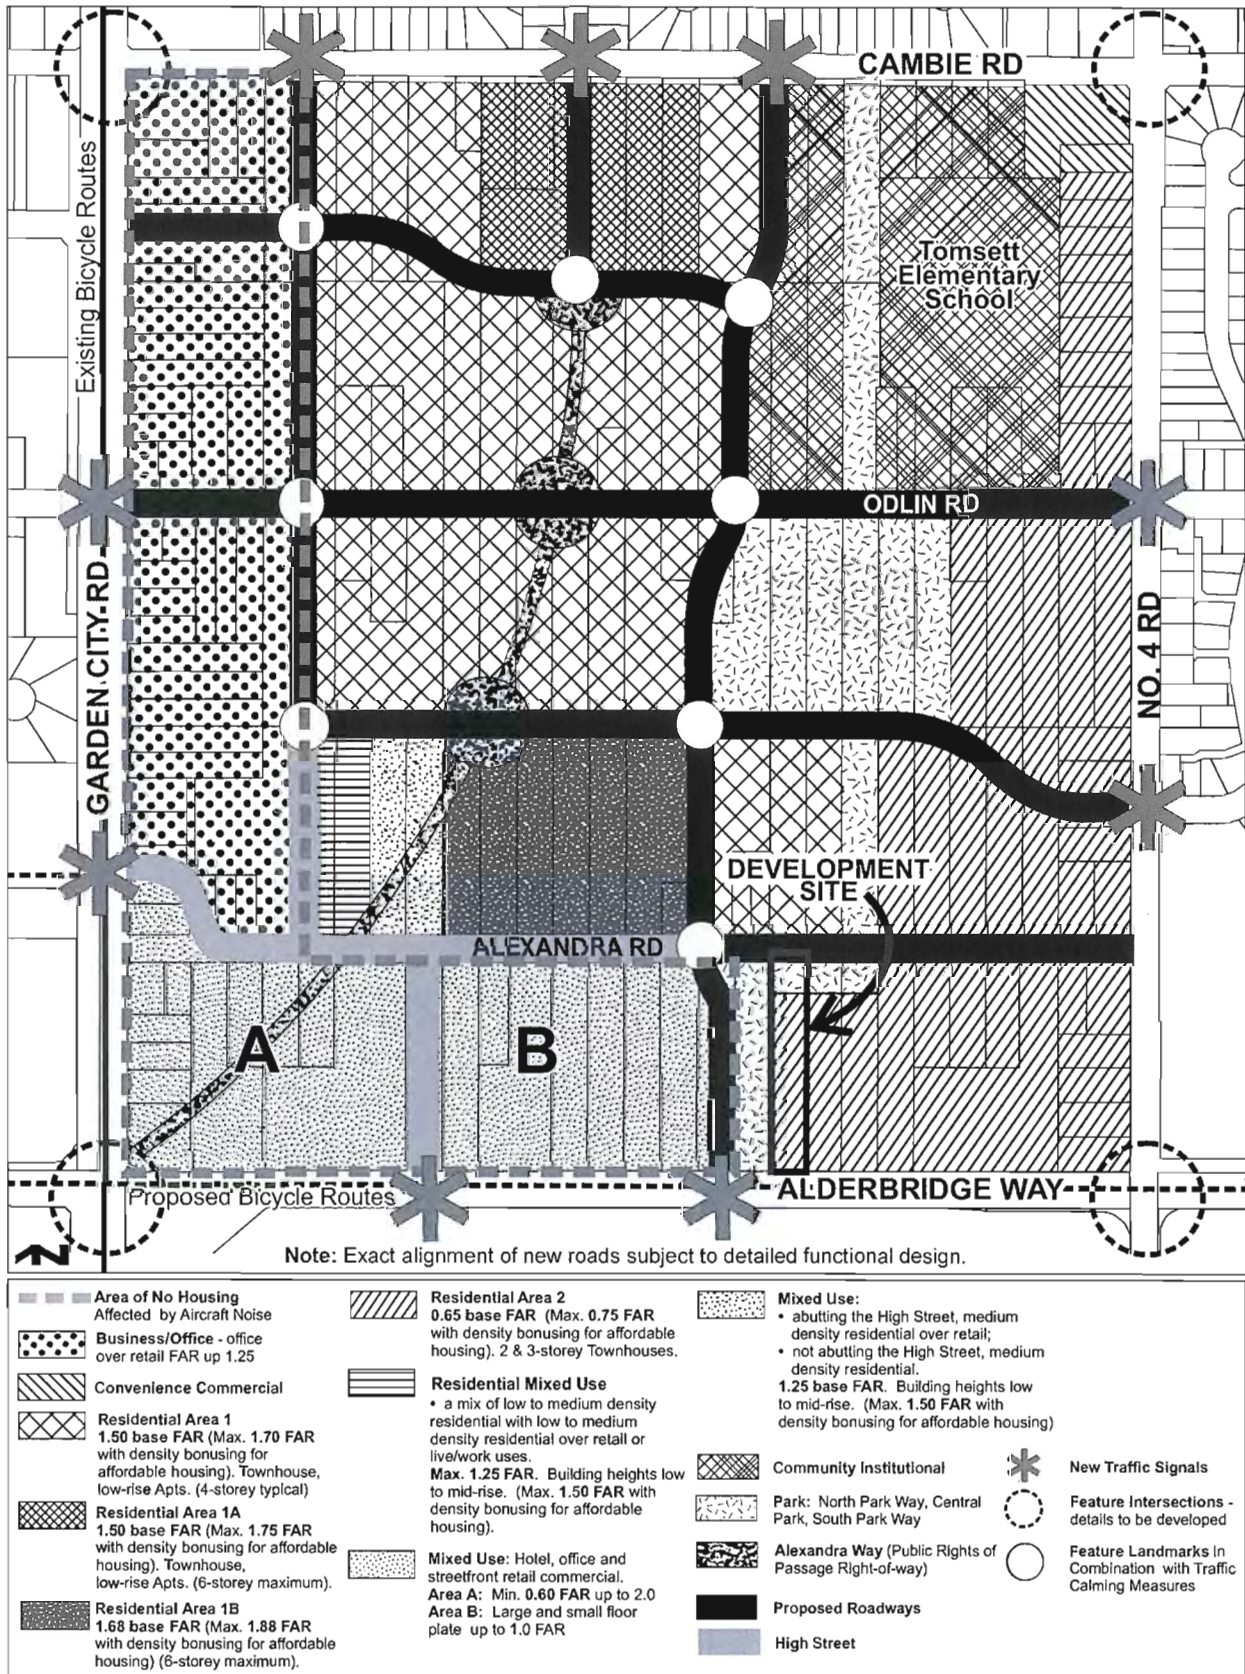 CAMBIE RD
Existing Bicycle Routes
Tomsett
Elementary
School
ODLIN RD
GARDEN CITY RD
NO. 4 RD
DEVELOPMENT
SITE
ALEXANDRA RD
A
B
Proposed Bicycle Routes
ALDERBRIDGE WAY
N
Note: Exact alignment of new roads subject to detailed functional design.
Area of No Housing
Affected by Aircraft Noise
Business/Office - office
over retail FAR up 1.25
Convenience Commercial
Residential Area 1
1.50 base FAR (Max. 1.70 FAR
with density bonusing for
affordable housing). Townhouse,
low-rise Apts. (4-storey typical)
Residential Area 1A
1.50 base FAR (Max. 1.75 FAR
with density bonusing for affordable
housing). Townhouse,
low-rise Apts. (6-storey maximum).
Residential Area 1B
1.68 base FAR (Max. 1.88 FAR
with density bonusing for affordable
housing) (6-storey maximum).
Residential Area 2
0.65 base FAR (Max. 0.75 FAR
with density bonusing for affordable
housing). 2 & 3-storey Townhouses.
Residential Mixed Use
• a mix of low to medium density
residential with low to medium
density residential over retail or
live/work uses.
Max. 1.25 FAR. Building heights low
to mid-rise. (Max. 1.50 FAR with
density bonusing for affordable
housing).
Mixed Use: Hotel, office and
streetfront retail commercial.
Area A: Min. 0.60 FAR up to 2.0
Area B: Large and small floor
plate up to 1.0 FAR
Mixed Use:
• abutting the High Street, medium
density residential over retail;
• not abutting the High Street, medium
density residential.
1.25 base FAR. Building heights low
to mid-rise. (Max. 1.50 FAR with
density bonusing for affordable housing)
Community Institutional
Park: North Park Way, Central
Park, South Park Way
Alexandra Way (Public Rights of
Passage Right-of-way)
Proposed Roadways
High Street
New Traffic Signals
Feature Intersections -
details to be developed
Feature Landmarks In
Combination with Traffic
Calming Measures